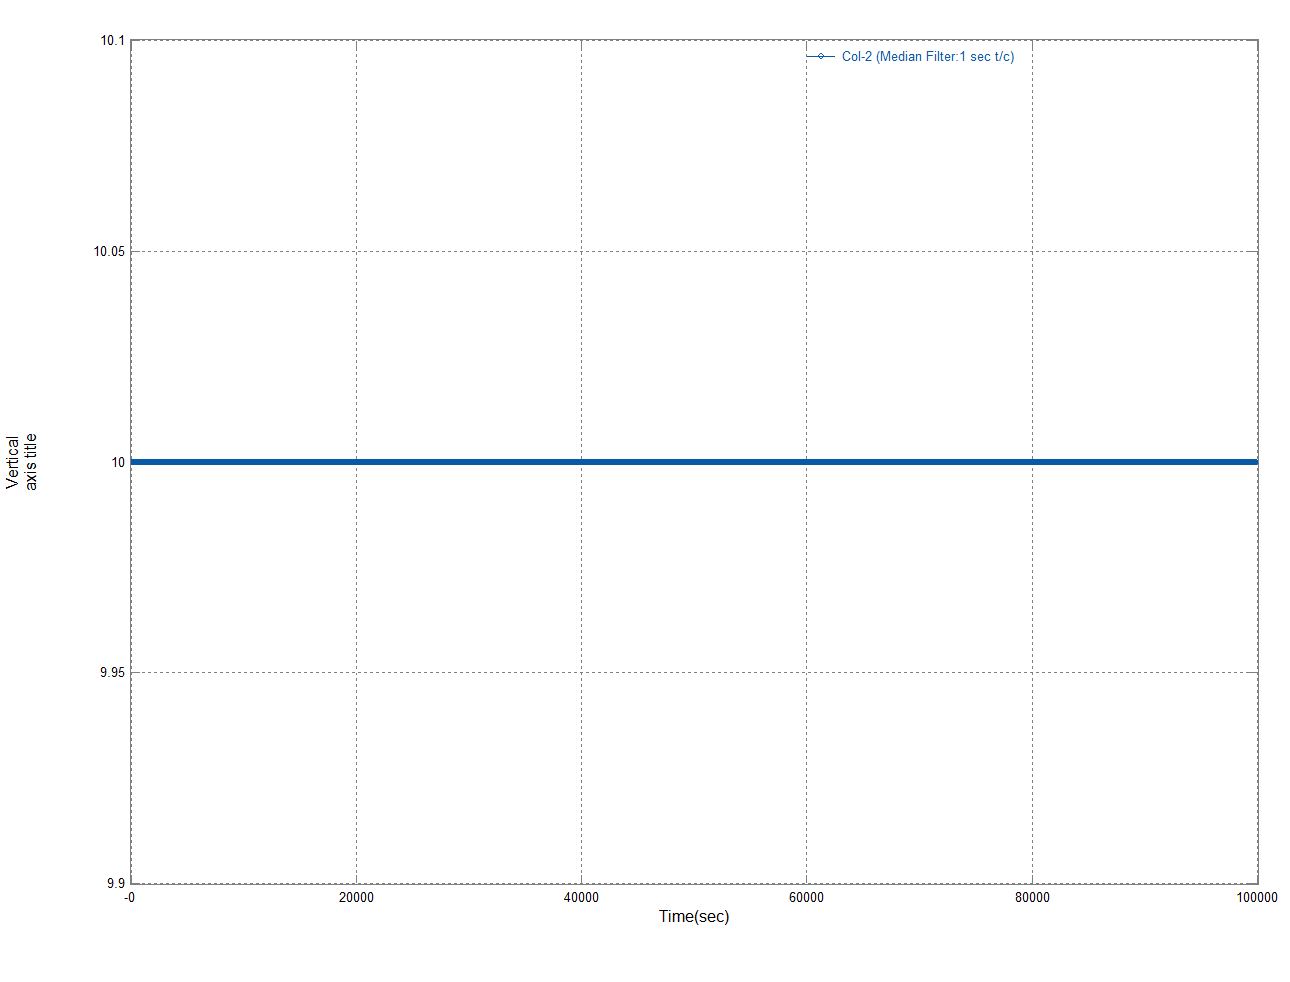 10.1
Col-2 (Median Filter:1 sec t/c)
10.05
Vertical
axis title
10
9.95
9.9
-0 20000 40000 60000 80000 100000
Time(sec)